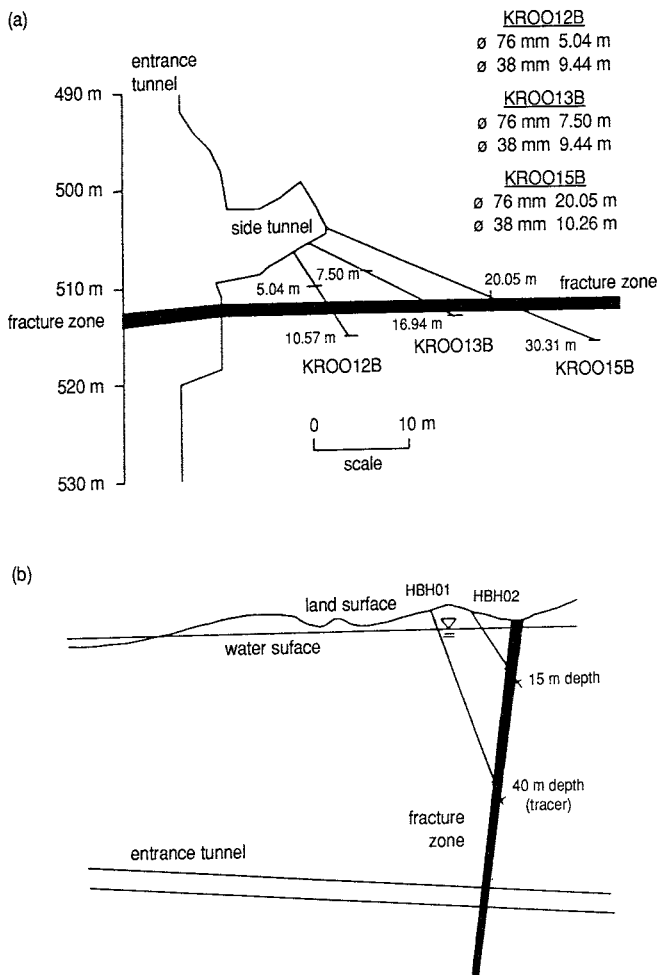 (a)
KROO12B
ø 76 mm 5.04 m
ø 38 mm 9.44 m
KROO13B
ø 76 mm 7.50 m
ø 38 mm 9.44 m
KROO15B
ø 76 mm 20.05 m
ø 38 mm 10.26 m
entrance
tunnel
490 m
500 m
510 m
520 m
530 m
side tunnel
5.04 m
7.50 m
20.05 m
fracture zone
fracture zone
10.57 m
16.94 m
30.31 m
KROO12B
KROO13B
KROO15B
0 10 m
scale
(b)
HBH01
HBH02
land surface
water suface
15 m depth
40 m depth
(tracer)
fracture
zone
entrance tunnel